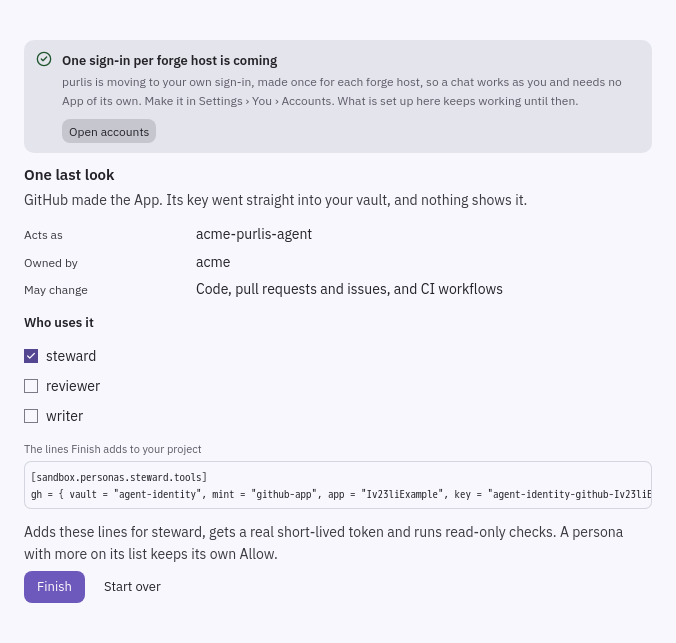 One sign-in per forge host is coming
purlis is moving to your own sign-in, made once for each forge host, so a chat works as you and needs no
App of its own. Make it in Settings › You › Accounts. What is set up here keeps working until then.
Open accounts
One last look
GitHub made the App. Its key went straight into your vault, and nothing shows it.
Acts as acme-purlis-agent
Owned by acme
May change Code, pull requests and issues, and CI workflows
Who uses it
steward
reviewer
writer
The lines Finish adds to your project
[sandbox.personas.steward.tools]
gh = { vault = "agent-identity", mint = "github-app", app = "Iv23liExample", key = "agent-identity-github-Iv23liE
Adds these lines for steward, gets a real short-lived token and runs read-only checks. A persona
with more on its list keeps its own Allow.
Finish Start over